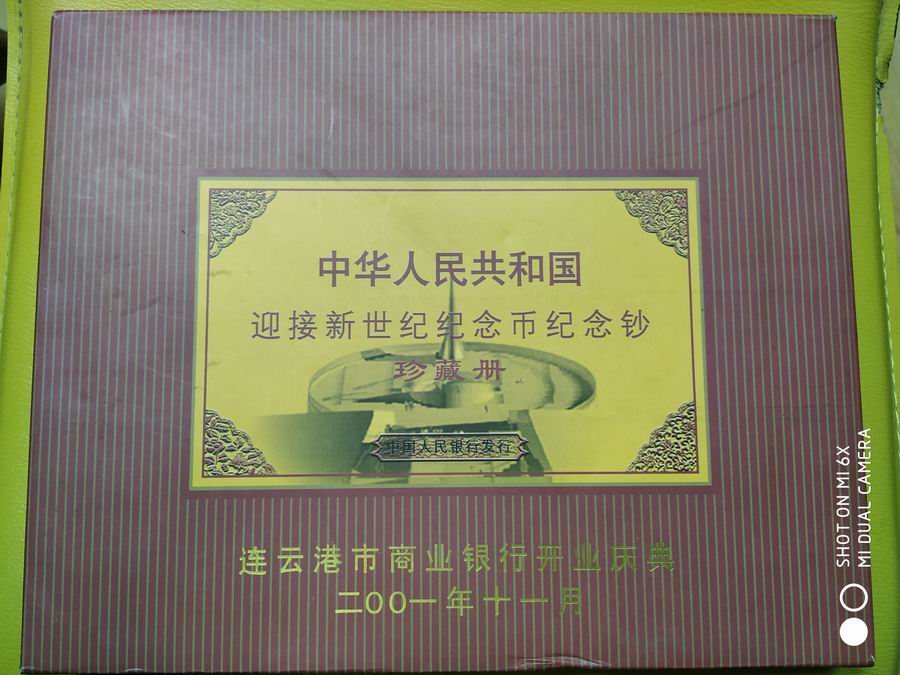 中华人民共和国
迎接新世纪纪念币纪念钞
珍藏册
中国人民银行发行
连云港市商业银行开业庆典
二00一年十一月
SHOT ON MI 6X
MI DUAL CAMERA